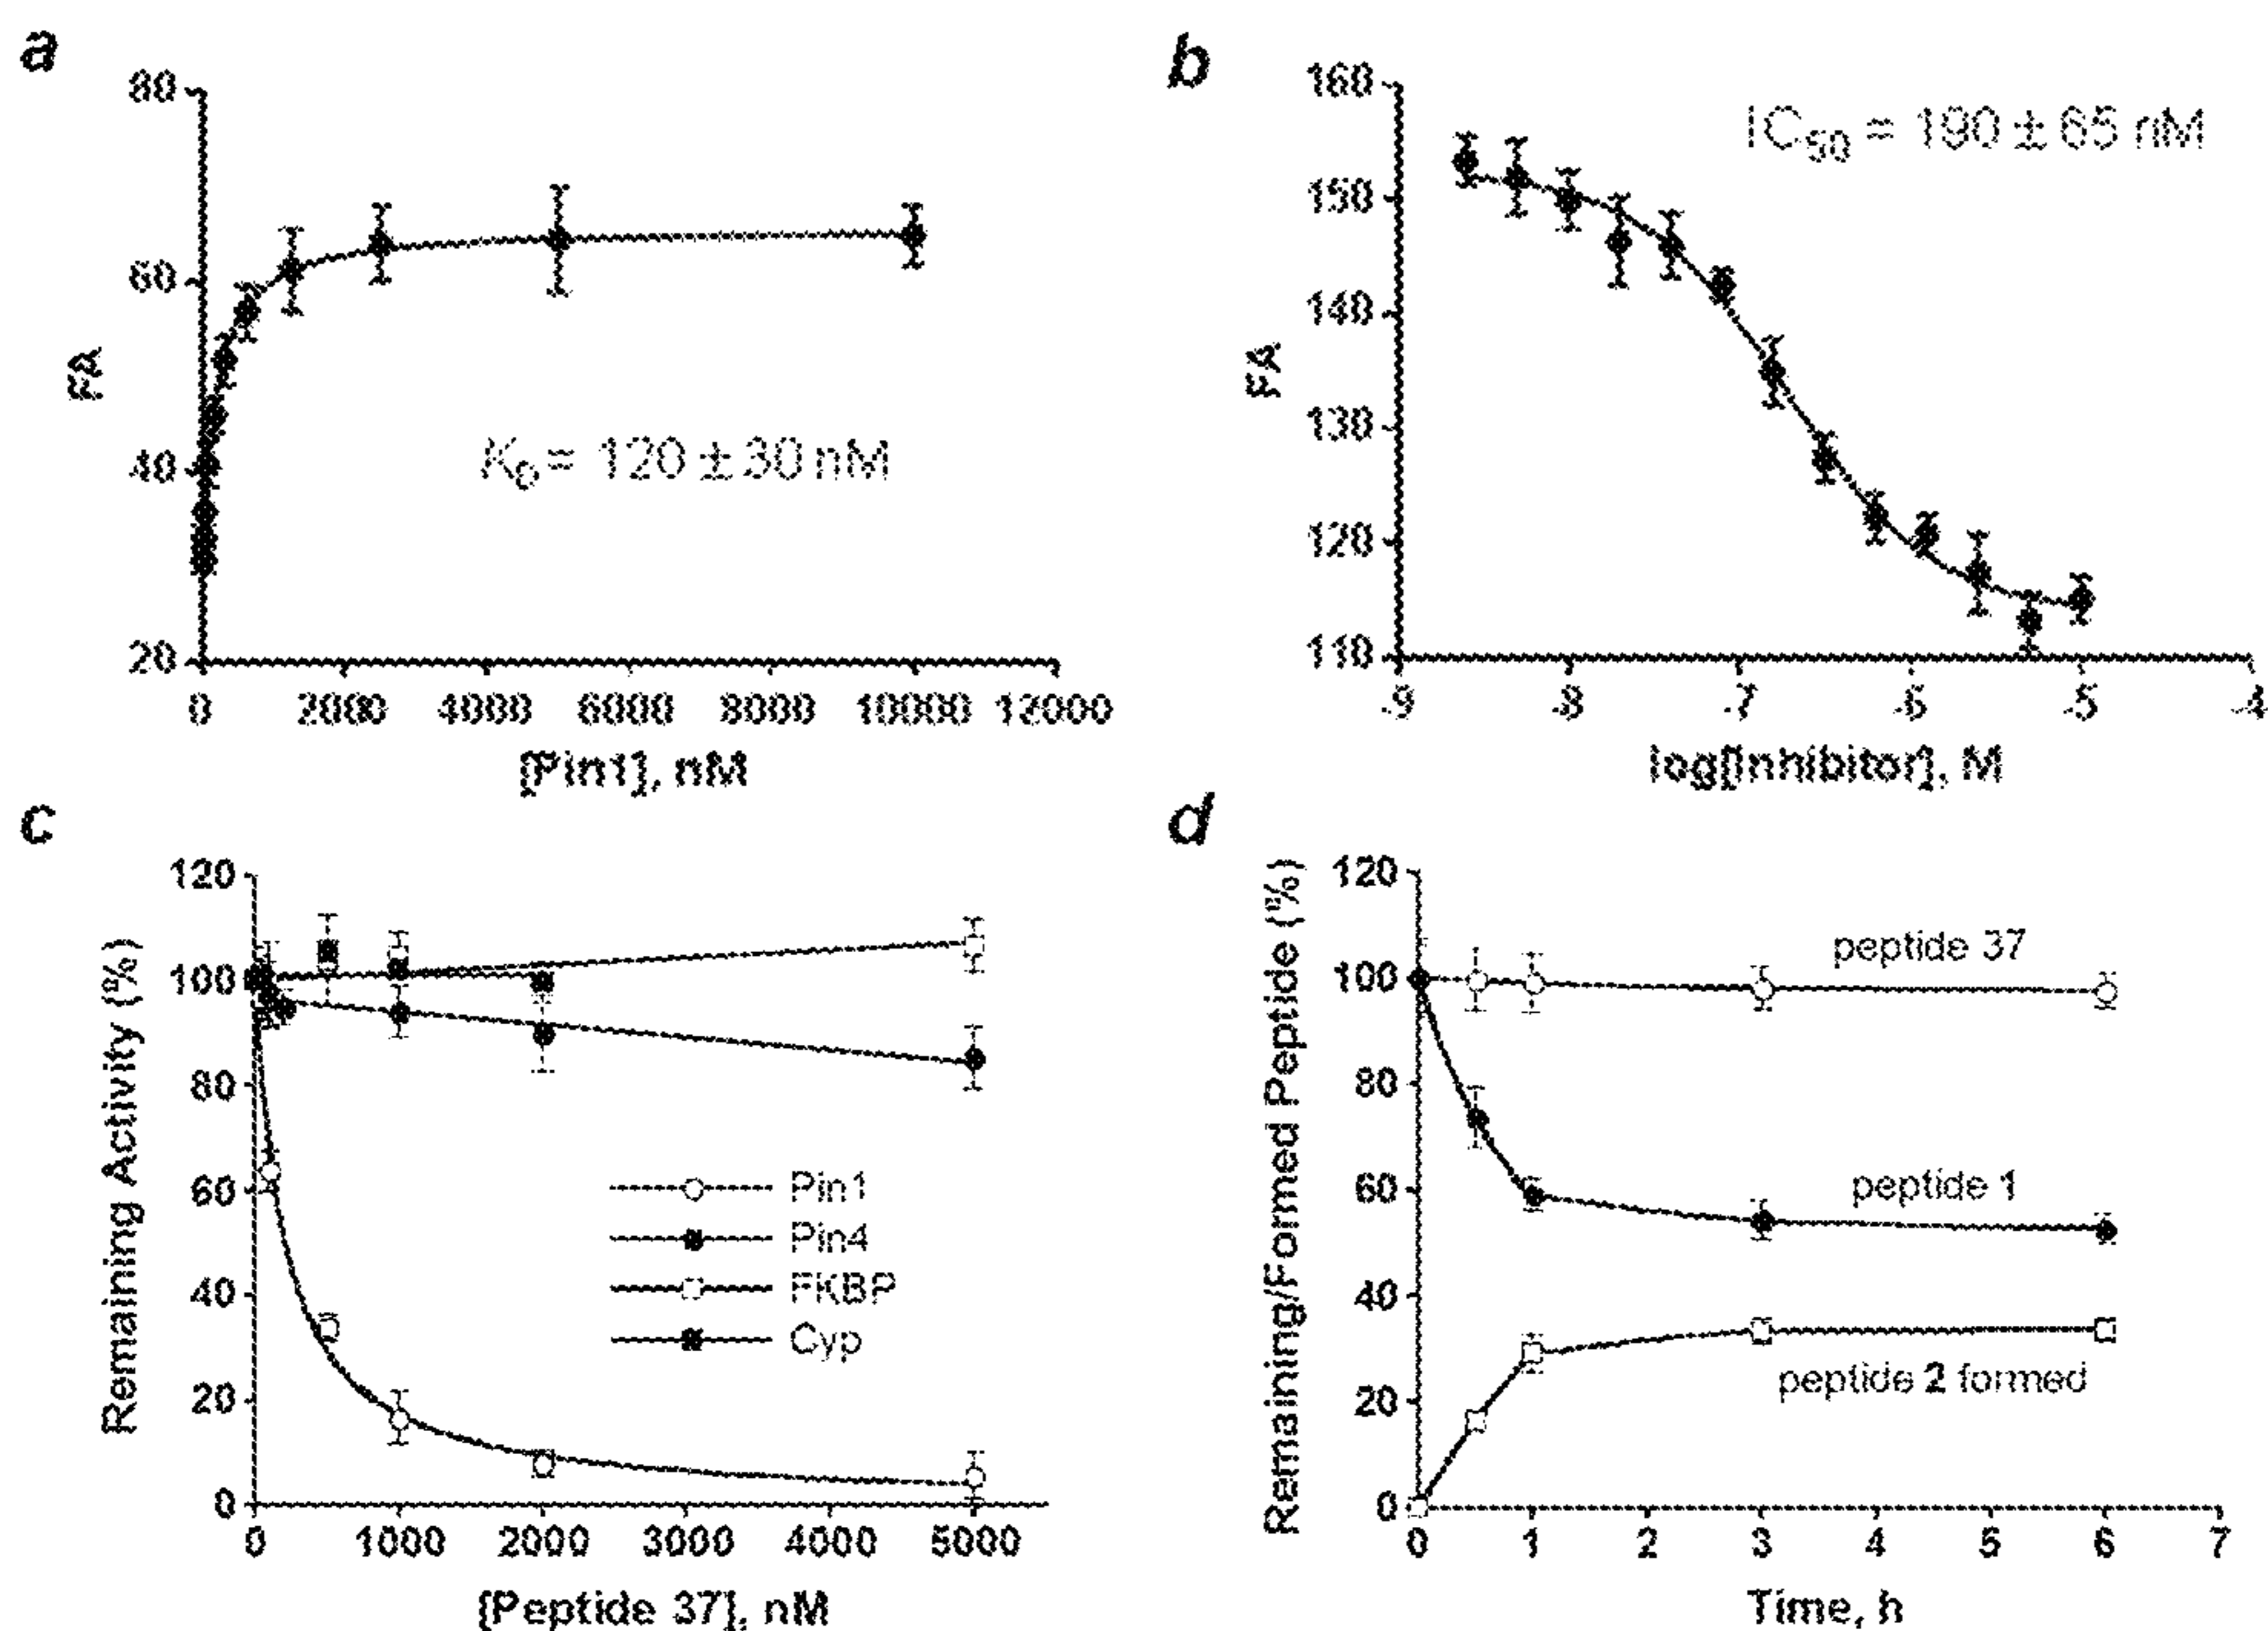 a
80
60
40
20
FA
K_D = 120 ± 30 nM
0 2000 4000 6000 8000 10000 12000
[Pin1], nM
b
160
150
140
130
120
110
FA
IC50 = 190 ± 65 nM
-9 -8 -7 -6 -5 -4
log[Inhibitor], M
c
120
100
80
60
40
20
0
Remaining Activity (%)
Pin1
Pin4
FKBP
Cyp
0 1000 2000 3000 4000 5000
[Peptide 37], nM
d
120
100
80
60
40
20
0
Remaining/Formed Peptide (%)
peptide 37
peptide 1
peptide 2 formed
0 1 2 3 4 5 6 7
Time, h